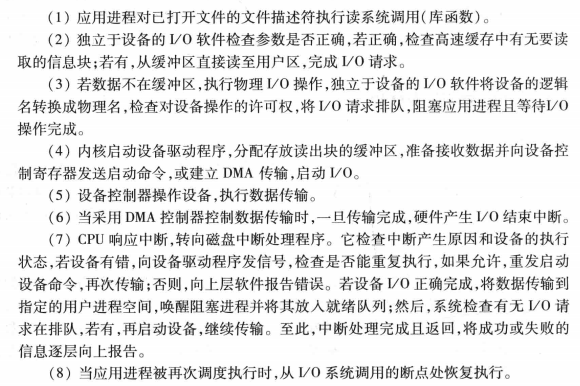 (1) 应用进程对已打开文件的文件描述符执行读系统调用(库函数)。
(2) 独立于设备的 I/O 软件检查参数是否正确,若正确,检查高速缓存中有无要读
取的信息块;若有,从缓冲区直接读至用户区,完成 I/O 请求。
(3) 若数据不在缓冲区,执行物理 I/O 操作,独立于设备的 I/O 软件将设备的逻辑
名转换成物理名,检查对设备操作的许可权,将 I/O 请求排队,阻塞应用进程且等待I/O
操作完成。
(4) 内核启动设备驱动程序,分配存放读出块的缓冲区,准备接收数据并向设备控
制寄存器发送启动命令,或建立 DMA 传输,启动 I/O。
(5) 设备控制器操作设备,执行数据传输。
(6) 当采用 DMA 控制器控制数据传输时,一旦传输完成,硬件产生 I/O 结束中断。
(7) CPU 响应中断,转向磁盘中断处理程序。它检查中断产生原因和设备的执行
状态,若设备有错,向设备驱动程序发信号,检查是否能重复执行,如果允许,重发启动
设备命令,再次传输;否则,向上层软件报告错误。若设备 I/O 正确完成,将数据传输到
指定的用户进程空间,唤醒阻塞进程并将其放入就绪队列;然后,系统检查有无 I/O 请
求在排队,若有,再启动设备,继续传输。至此,中断处理完成且返回,将成功或失败的
信息逐层向上报告。
(8) 当应用进程被再次调度执行时,从 I/O 系统调用的断点处恢复执行。